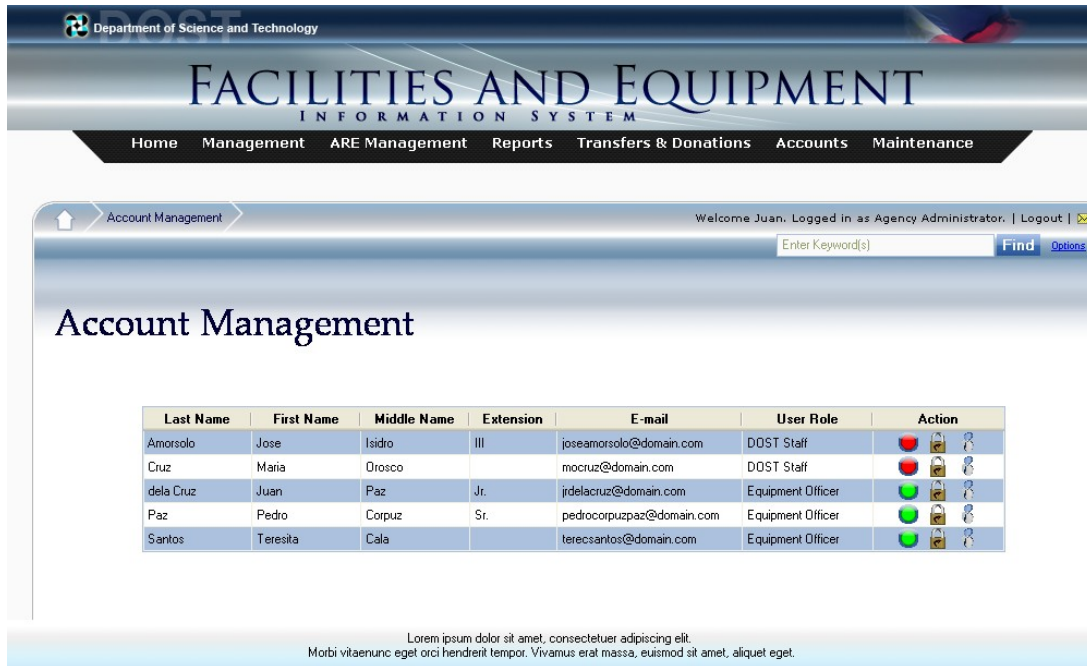 DOST
Department of Science and Technology
FACILITIES AND EQUIPMENT
INFORMATION SYSTEM
Home Management ARE Management Reports Transfers & Donations Accounts Maintenance
Account Management Welcome Juan. Logged in as Agency Administrator. | Logout |
Enter Keyword(s) Find Options
Account Management
Last Name First Name Middle Name Extension E-mail User Role Action
Amorsolo Jose Isidro III joseamorsolo@domain.com DOST Staff
Cruz Maria Orosco mocruz@domain.com DOST Staff
dela Cruz Juan Paz Jr. jrdelacruz@domain.com Equipment Officer
Paz Pedro Corpuz Sr. pedrocorpuzpaz@domain.com Equipment Officer
Santos Teresita Cala terecsantos@domain.com Equipment Officer
Lorem ipsum dolor sit amet, consectetuer adipiscing elit.
Morbi vitaenunc eget orci hendrerit tempor. Vivamus erat massa, euismod sit amet, aliquet eget.